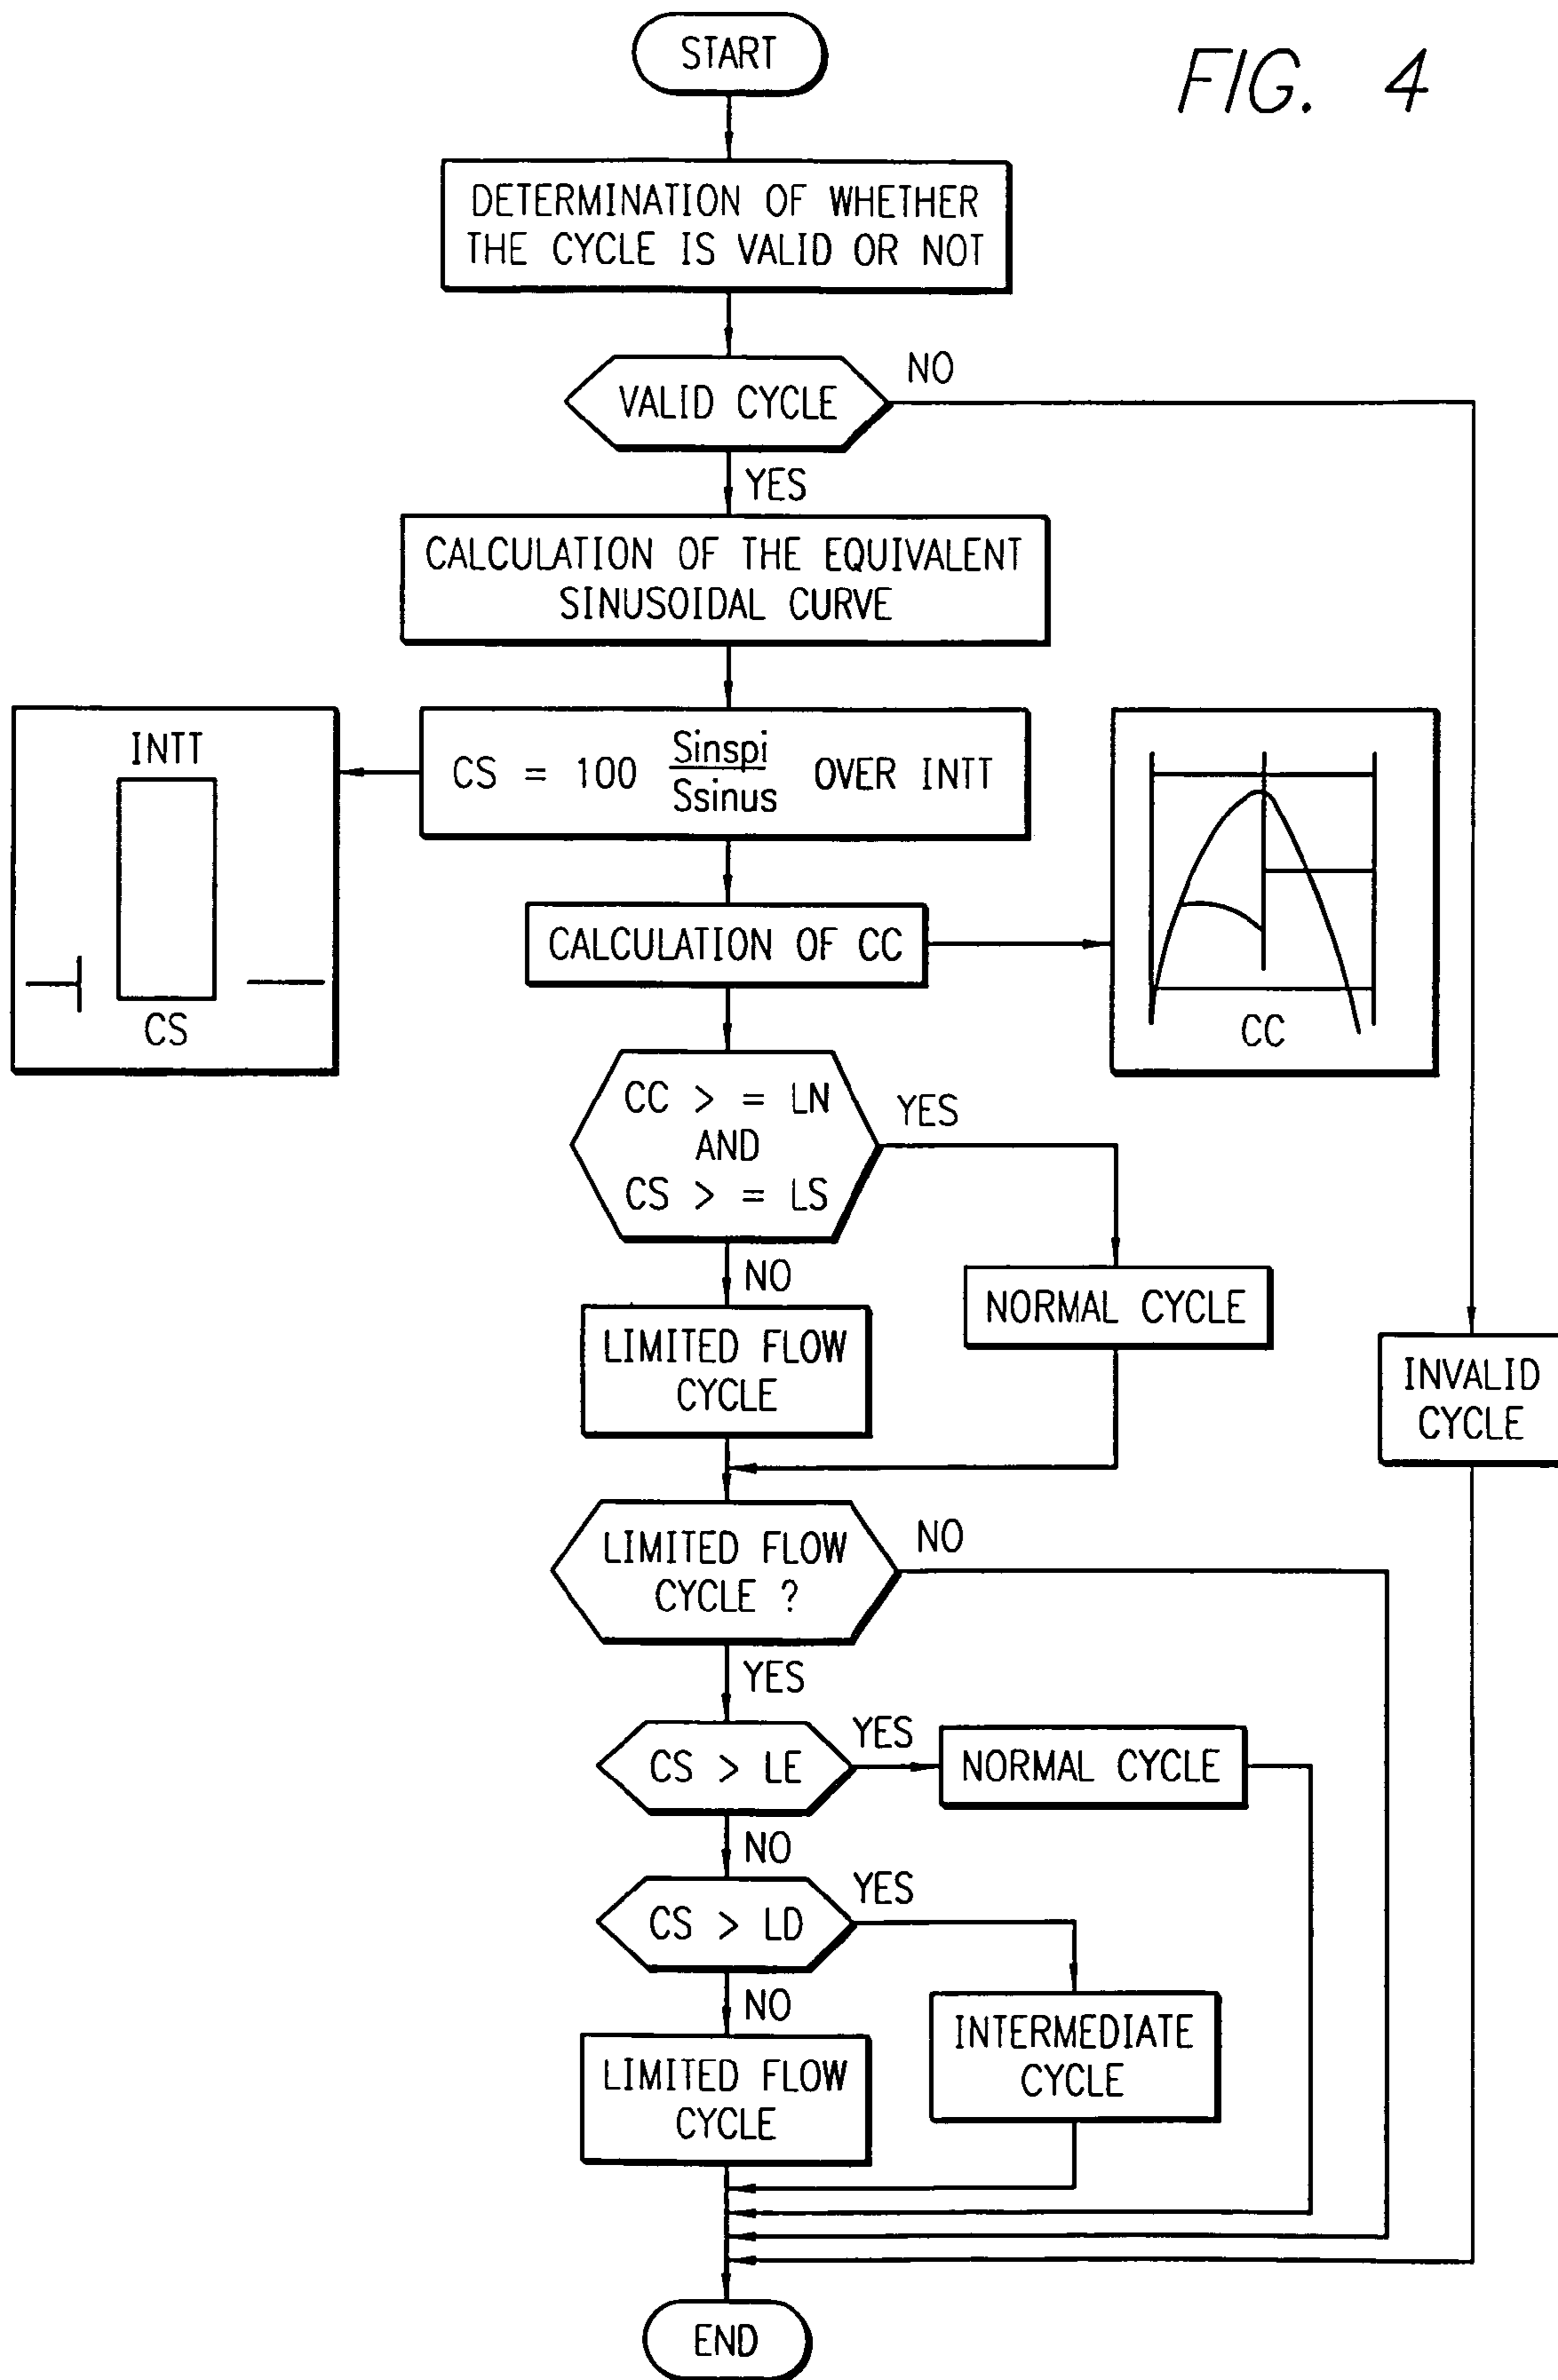 START
FIG. 4
DETERMINATION OF WHETHER
THE CYCLE IS VALID OR NOT
VALID CYCLE
NO
YES
CALCULATION OF THE EQUIVALENT
SINUSOIDAL CURVE
INTT
CS
CS = 100 Sinspi/Ssinus OVER INTT
CALCULATION OF CC
CC
CC > = LN
AND
CS > = LS
YES
NO
NORMAL CYCLE
LIMITED FLOW
CYCLE
INVALID
CYCLE
LIMITED FLOW
CYCLE ?
NO
YES
CS > LE
YES
NORMAL CYCLE
NO
CS > LD
YES
NO
INTERMEDIATE
CYCLE
LIMITED FLOW
CYCLE
END